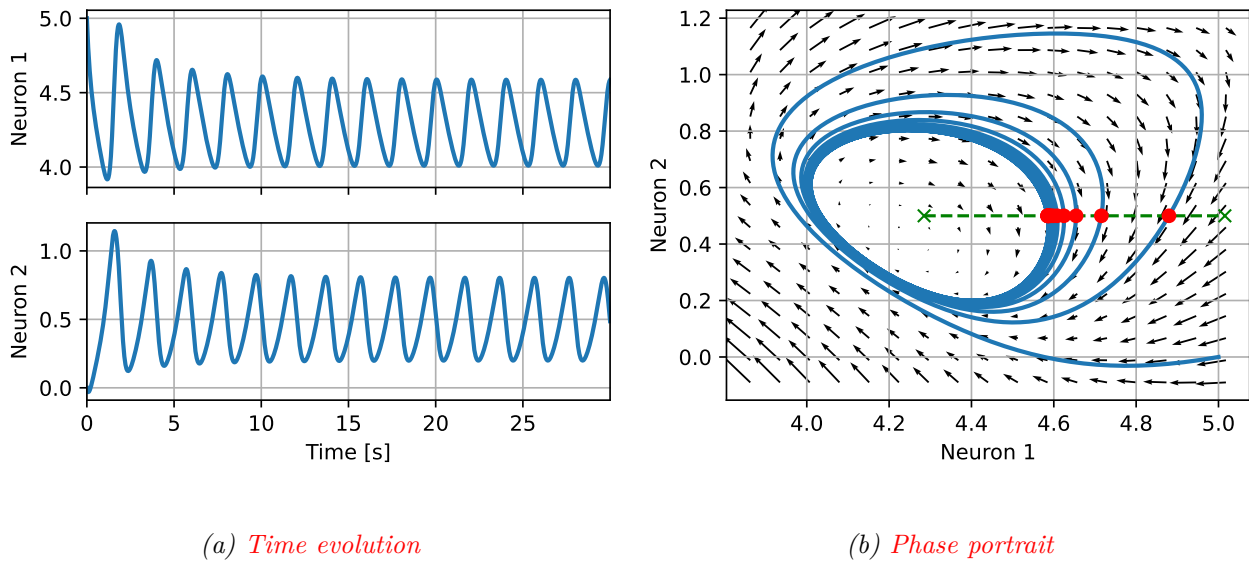 5.0
4.5
4.0
Neuron 1
1.0
0.5
0.0
Neuron 2
0 5 10 15 20 25
Time [s]
(a) Time evolution
1.2
1.0
0.8
0.6
0.4
0.2
0.0
Neuron 2
4.0 4.2 4.4 4.6 4.8 5.0
Neuron 1
(b) Phase portrait